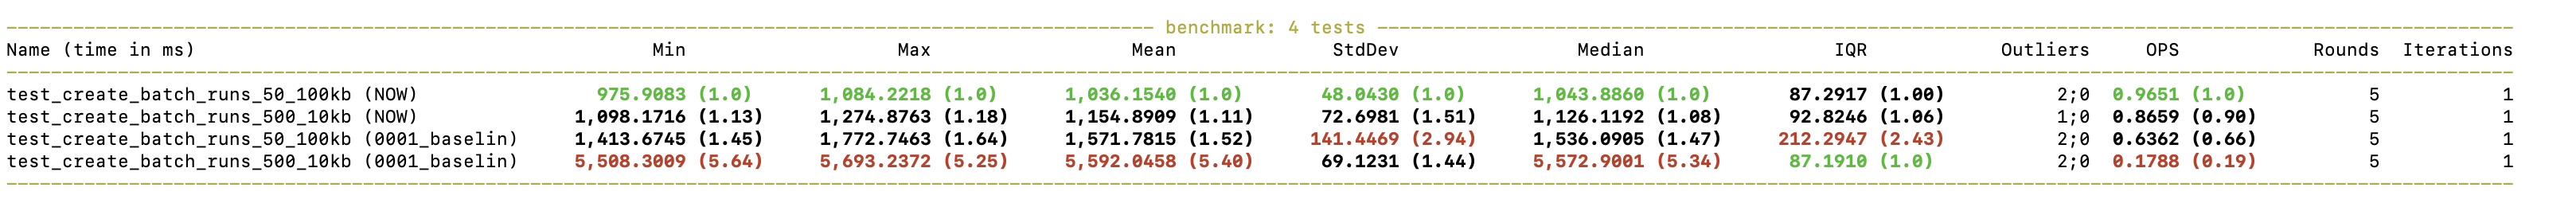 benchmark: 4 tests
Name (time in ms) Min Max Mean StdDev Median IQR Outliers OPS Rounds Iterations
test_create_batch_runs_50_100kb (NOW) 975.9083 (1.0) 1,084.2218 (1.0) 1,036.1540 (1.0) 48.0430 (1.0) 1,043.8860 (1.0) 87.2917 (1.00) 2;0 0.9651 (1.0) 5 1
test_create_batch_runs_500_10kb (NOW) 1,098.1716 (1.13) 1,274.8763 (1.18) 1,154.8909 (1.11) 72.6981 (1.51) 1,126.1192 (1.08) 92.8246 (1.06) 1;0 0.8659 (0.90) 5 1
test_create_batch_runs_50_100kb (0001_baselin) 1,413.6745 (1.45) 1,772.7463 (1.64) 1,571.7815 (1.52) 141.4469 (2.94) 1,536.0905 (1.47) 212.2947 (2.43) 2;0 0.6362 (0.66) 5 1
test_create_batch_runs_500_10kb (0001_baselin) 5,508.3009 (5.64) 5,693.2372 (5.25) 5,592.0458 (5.40) 69.1231 (1.44) 5,572.9001 (5.34) 87.1910 (1.0) 2;0 0.1788 (0.19) 5 1